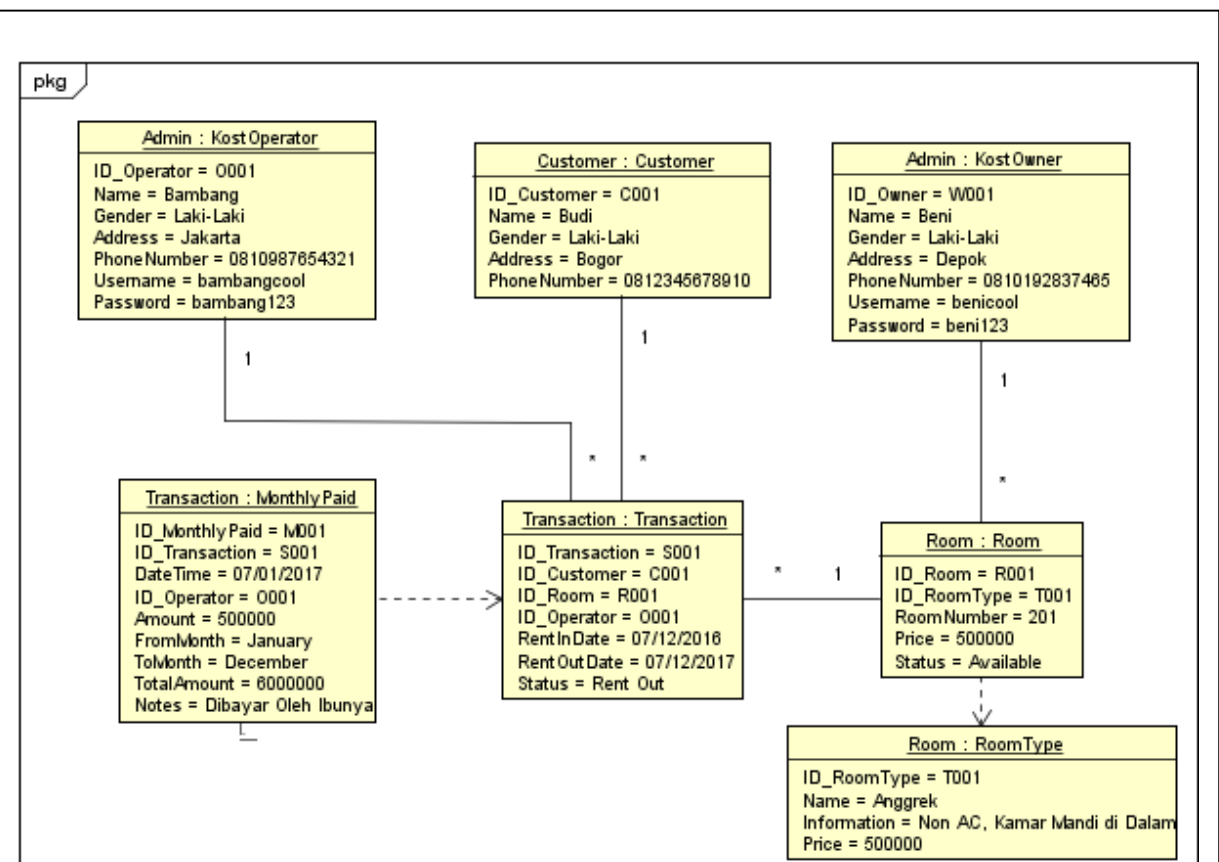 pkg
Admin : KostOperator
ID_Operator = O001
Name = Bambang
Gender = Laki-Laki
Address = Jakarta
PhoneNumber = 0810987654321
Username = bambangcool
Password = bambang123
Customer : Customer
ID_Customer = C001
Name = Budi
Gender = Laki-Laki
Address = Bogor
PhoneNumber = 0812345678910
Admin : KostOwner
ID_Owner = W001
Name = Beni
Gender = Laki-Laki
Address = Depok
PhoneNumber = 0810192837465
Username = benicool
Password = beni123
1
1
1
*
*
*
Transaction : MonthlyPaid
ID_MonthlyPaid = M001
ID_Transaction = S001
DateTime = 07/01/2017
ID_Operator = O001
Amount = 500000
FromMonth = January
ToMonth = December
TotalAmount = 6000000
Notes = Dibayar Oleh Ibunya
Transaction : Transaction
ID_Transaction = S001
ID_Customer = C001
ID_Room = R001
ID_Operator = O001
RentInDate = 07/12/2016
RentOutDate = 07/12/2017
Status = Rent Out
*
1
Room : Room
ID_Room = R001
ID_RoomType = T001
RoomNumber = 201
Price = 500000
Status = Available
Room : RoomType
ID_RoomType = T001
Name = Anggrek
Information = Non AC, Kamar Mandi di Dalam
Price = 500000